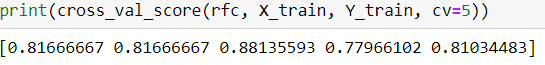 print(cross_val_score(rfc, X_train, Y_train, cv=5))
[0.81666667 0.81666667 0.88135593 0.77966102 0.81034483]